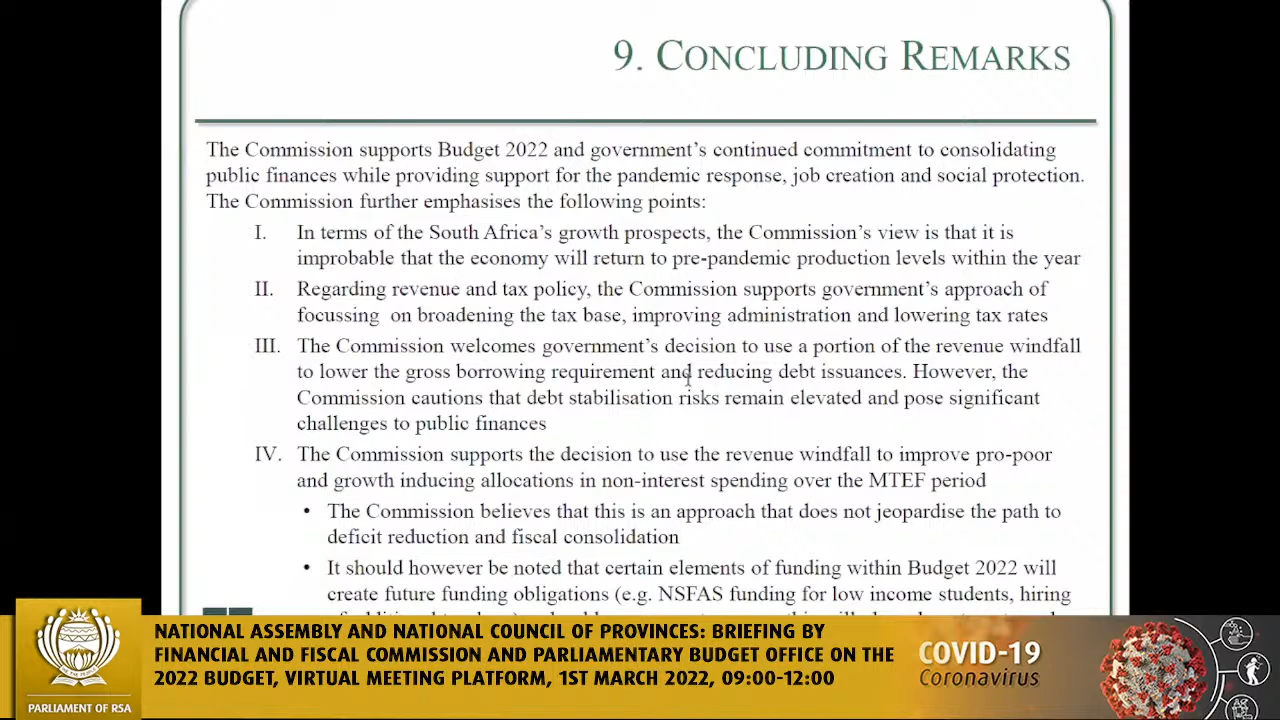 9. CONCLUDING REMARKS
The Commission supports Budget 2022 and government's continued commitment to consolidating
public finances while providing support for the pandemic response, job creation and social protection.
The Commission further emphasises the following points:
I. In terms of the South Africa's growth prospects, the Commission's view is that it is
improbable that the economy will return to pre-pandemic production levels within the year
II. Regarding revenue and tax policy, the Commission supports government's approach of
focussing on broadening the tax base, improving administration and lowering tax rates
III. The Commission welcomes government's decision to use a portion of the revenue windfall
to lower the gross borrowing requirement and reducing debt issuances. However, the
Commission cautions that debt stabilisation risks remain elevated and pose significant
challenges to public finances
IV. The Commission supports the decision to use the revenue windfall to improve pro-poor
and growth inducing allocations in non-interest spending over the MTEF period
• The Commission believes that this is an approach that does not jeopardise the path to
deficit reduction and fiscal consolidation
• It should however be noted that certain elements of funding within Budget 2022 will
create future funding obligations (e.g. NSFAS funding for low income students, hiring
NATIONAL ASSEMBLY AND NATIONAL COUNCIL OF PROVINCES: BRIEFING BY
FINANCIAL AND FISCAL COMMISSION AND PARLIAMENTARY BUDGET OFFICE ON THE
2022 BUDGET, VIRTUAL MEETING PLATFORM, 1ST MARCH 2022, 09:00-12:00
PARLIAMENT OF RSA
COVID-19
Coronavirus